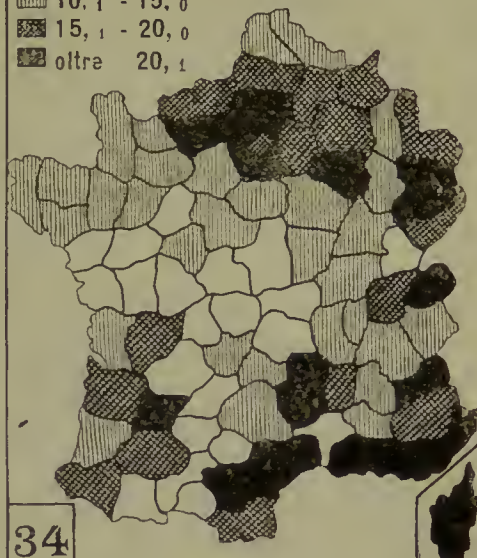 10, 1 - 15, 0
15, 1 - 20, 0
oltre 20, 1
34